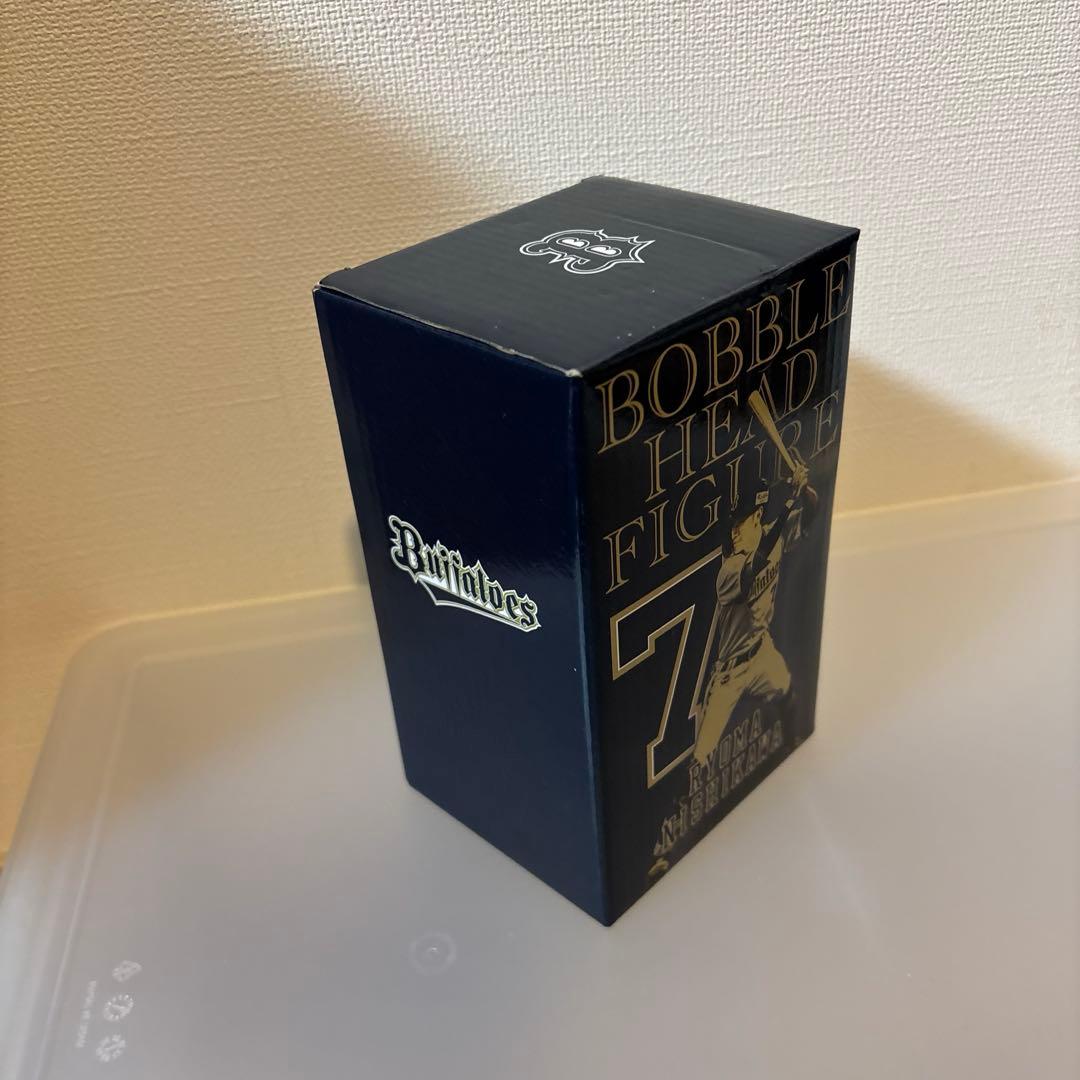 Buffaloes
BOBBLE
HEAD
FIGURE
7
RYOMA
NISHIKAWA